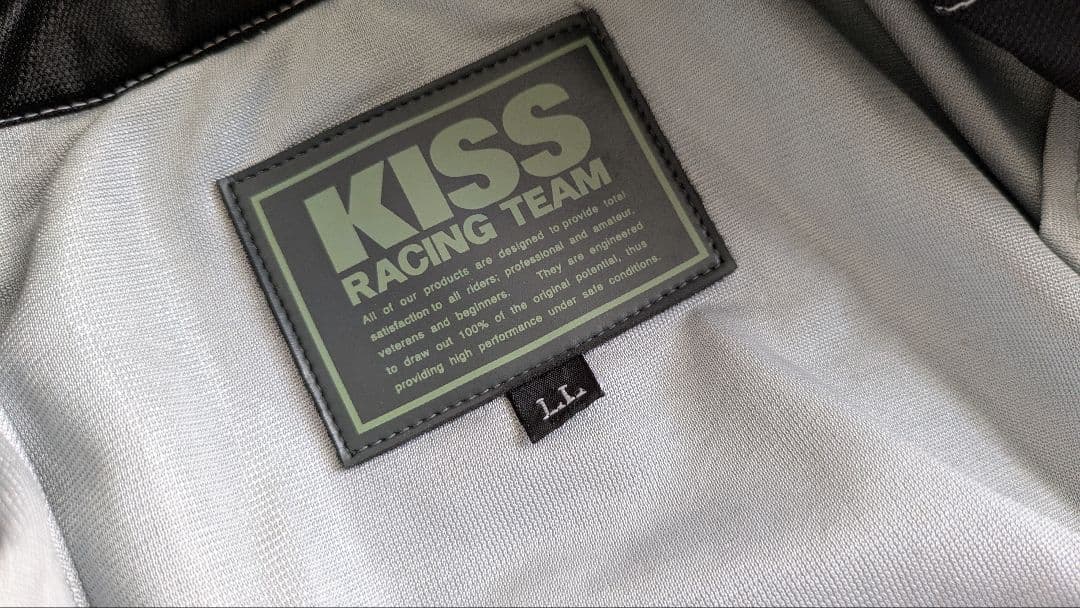 KISS
RACING TEAM
All of our products are designed to provide total
satisfaction to all riders; professional and amateur,
veterans and beginners. They are engineered
to draw out 100% of the original potential, thus
providing high performance under safe conditions.
LL